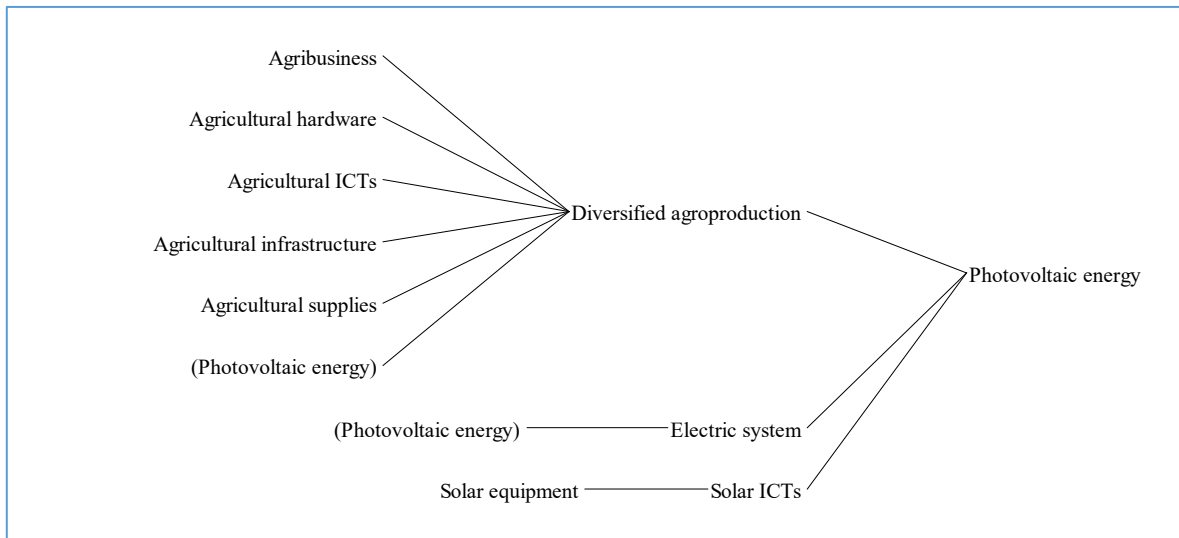 Agribusiness
Agricultural hardware
Agricultural ICTs
Diversified agroproduction
Agricultural infrastructure
Photovoltaic energy
Agricultural supplies
(Photovoltaic energy)
(Photovoltaic energy) Electric system
Solar equipment Solar ICTs